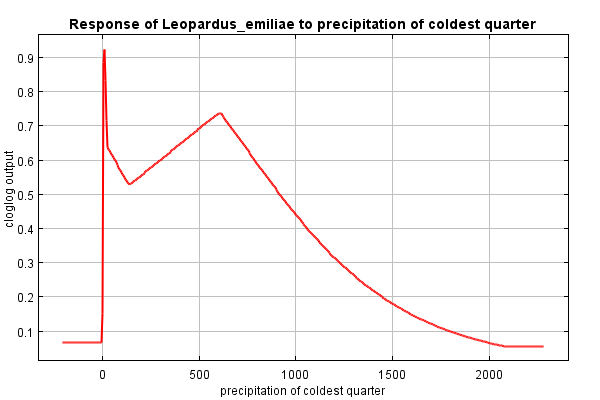 Response of Leopardus_emiliae to precipitation of coldest quarter
cloglog output
0.9
0.8
0.7
0.6
0.5
0.4
0.3
0.2
0.1
0 500 1000 1500 2000
precipitation of coldest quarter